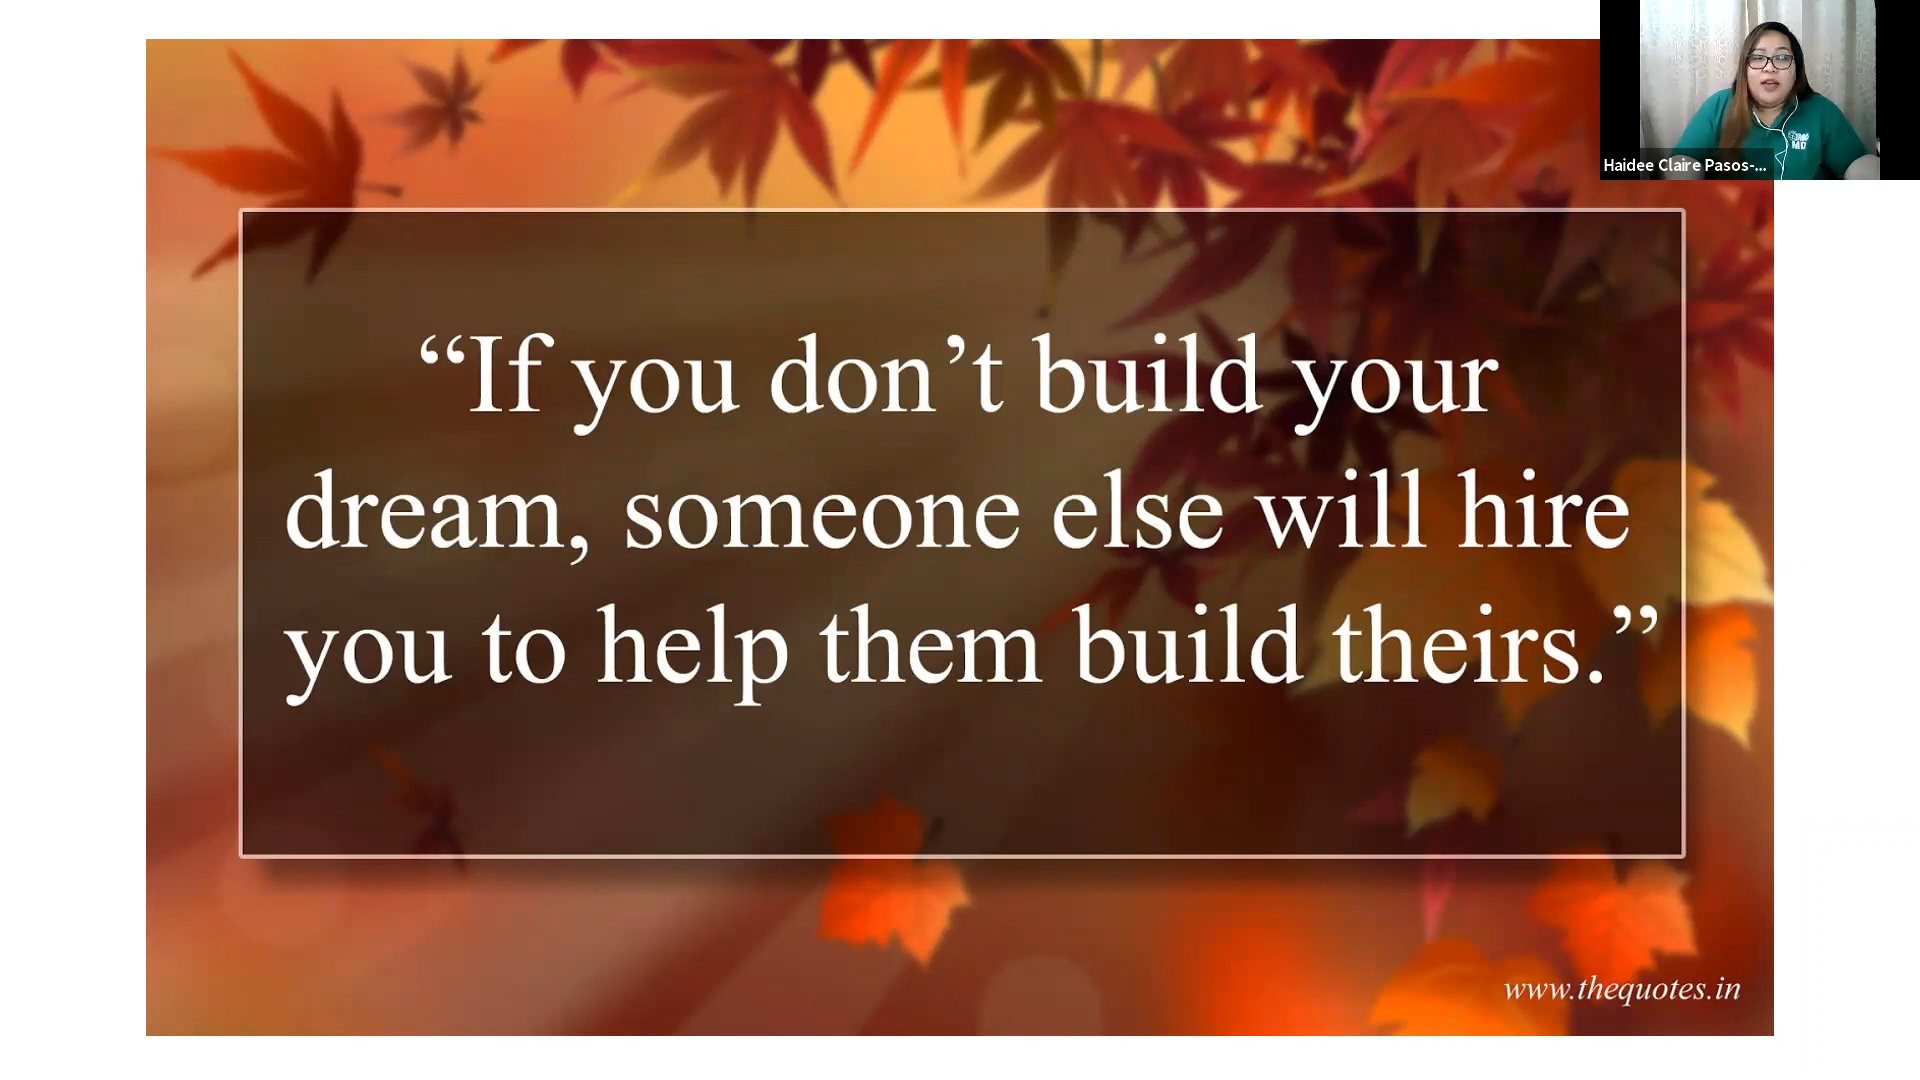 Haidee Claire Pasos-...
“If you don’t build your
dream, someone else will hire
you to help them build theirs.”
www.thequotes.in